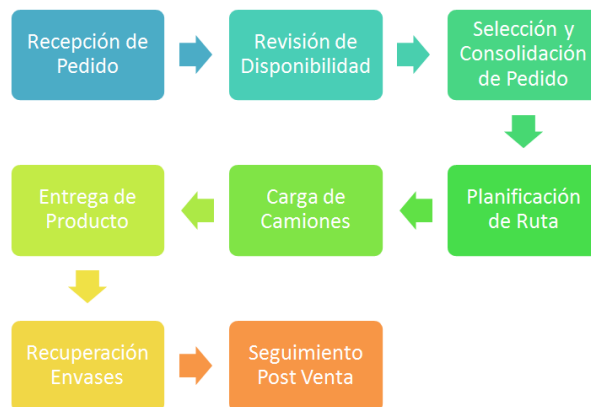 Recepción de
Pedido
Revisión de
Disponibilidad
Selección y
Consolidación
de Pedido
Planificación
de Ruta
Carga de
Camiones
Entrega de
Producto
Recuperación
Envases
Seguimiento
Post Venta